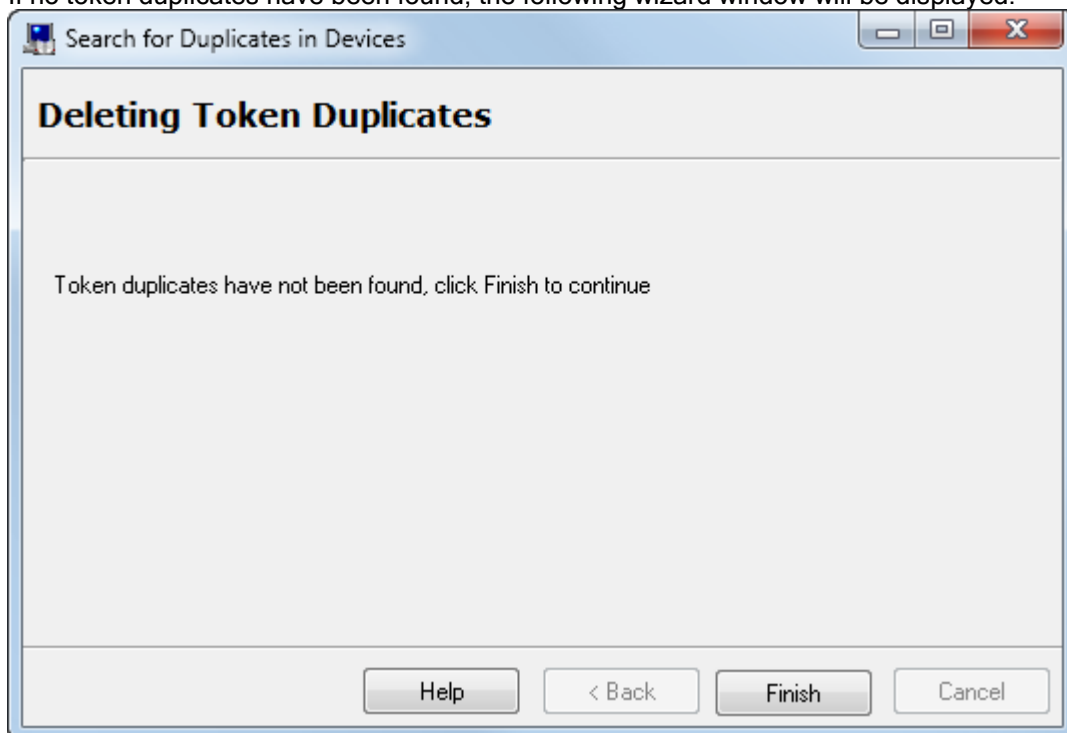 If no token duplicates have been found, the following wizard window will be displayed.
Search for Duplicates in Devices
Deleting Token Duplicates
Token duplicates have not been found, click Finish to continue
Help
< Back
Finish
Cancel